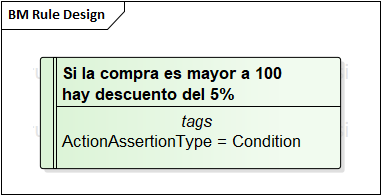 BM Rule Design
Si la compra es mayor a 100
hay descuento del 5%
tags
ActionAssertionType = Condition